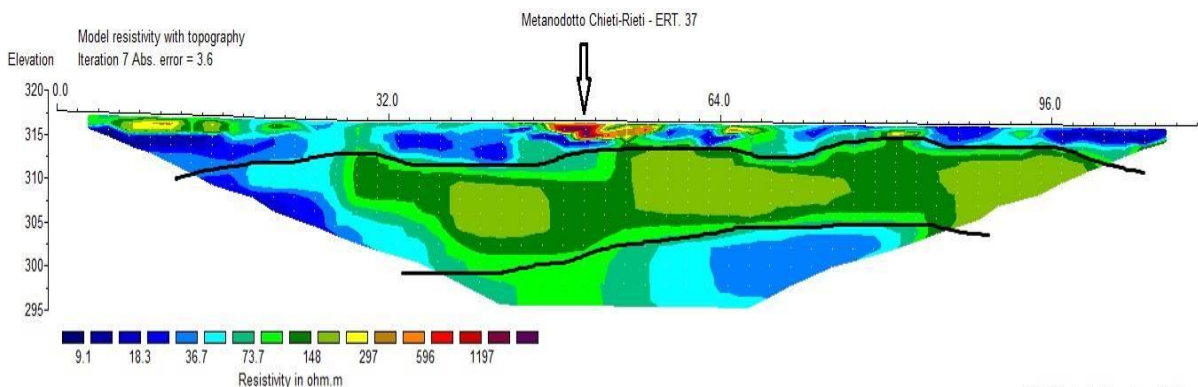 Metanodotto Chieti-Rieti - ERT. 37
Model resistivity with topography
Elevation Iteration 7 Abs. error = 3.6
320 0.0 32.0 64.0 96.0
315
310
305
300
295
9.1 18.3 36.7 73.7 148 297 596 1197
Resistivity in ohm.m